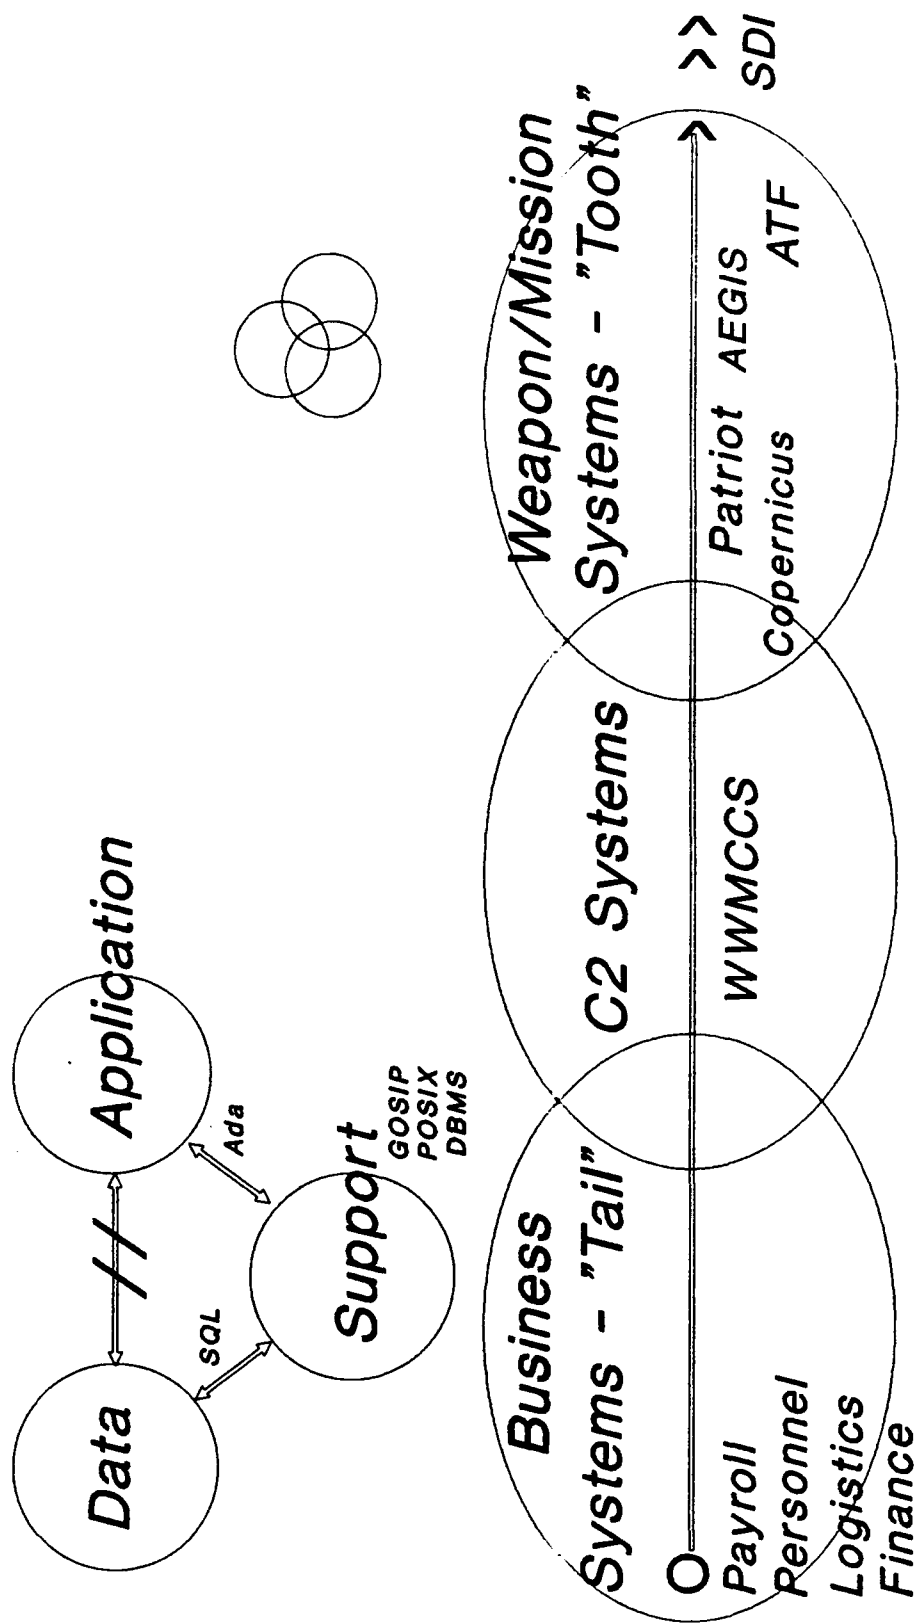 Data
Application
SQL
Ada
Support
GOSIP
POSIX
DBMS
Business
Systems - "Tail"
C2 Systems
Weapon/Mission
Systems - "Tooth"
O
> >>
Payroll
Personnel
Logistics
Finance
WWMCCS
Patriot
AEGIS
Copernicus
ATF
SDI